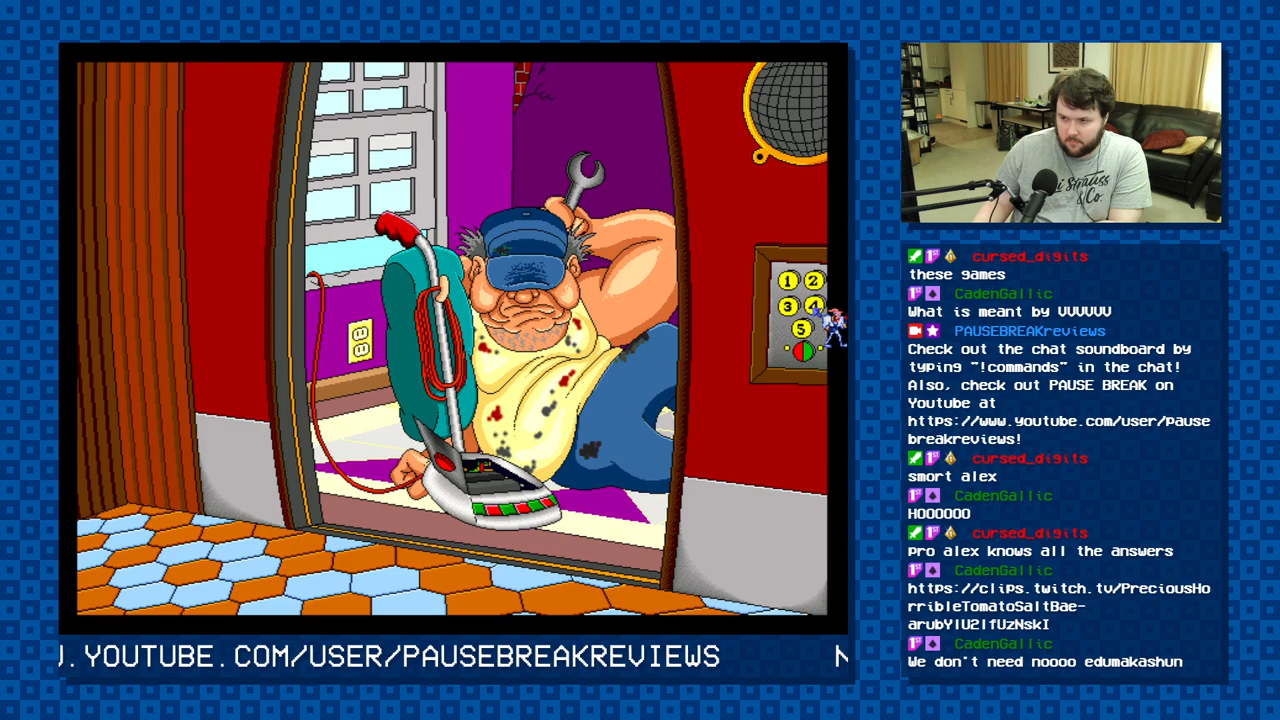 1 2
3 4
5
J.YOUTUBE.COM/USER/PAUSEBREAKREVIEWS N
Strauss
& Co.
cursed_digits
these games
CadenGallic
What is meant by VVVVVV
PAUSEBREAKreviews
Check out the chat soundboard by
typing "!commands" in the chat!
Also, check out PAUSE BREAK on
Youtube at
https://www.youtube.com/user/pause
breakreviews!
cursed_digits
smort alex
CadenGallic
HOOOOOO
cursed_digits
pro alex knows all the answers
CadenGallic
https://clips.twitch.tv/PreciousHo
rribleTomatoSaltBae-
arubYlU2lfUzNskI
CadenGallic
We don't need noooo edumakashun